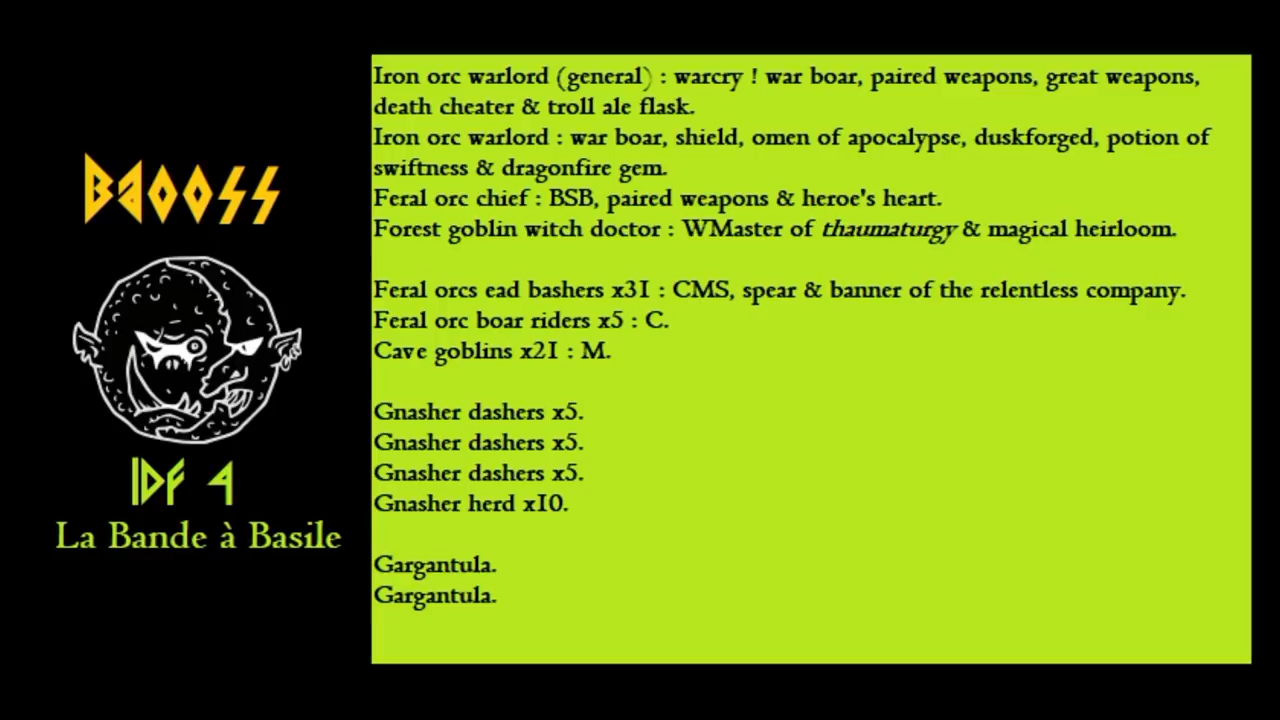 Baooss
IDF 4
La Bande à Basile
Iron orc warlord (general) : warcry ! war boar, paired weapons, great weapons,
death cheater & troll ale flask.
Iron orc warlord : war boar, shield, omen of apocalypse, duskforged, potion of
swiftness & dragonfire gem.
Feral orc chief : BSB, paired weapons & heroe's heart.
Forest goblin witch doctor : WMaster of thaumaturgy & magical heirloom.
Feral orcs ead bashers x31 : CMS, spear & banner of the relentless company.
Feral orc boar riders x5 : C.
Cave goblins x21 : M.
Gnasher dashers x5.
Gnasher dashers x5.
Gnasher dashers x5.
Gnasher herd x10.
Gargantula.
Gargantula.